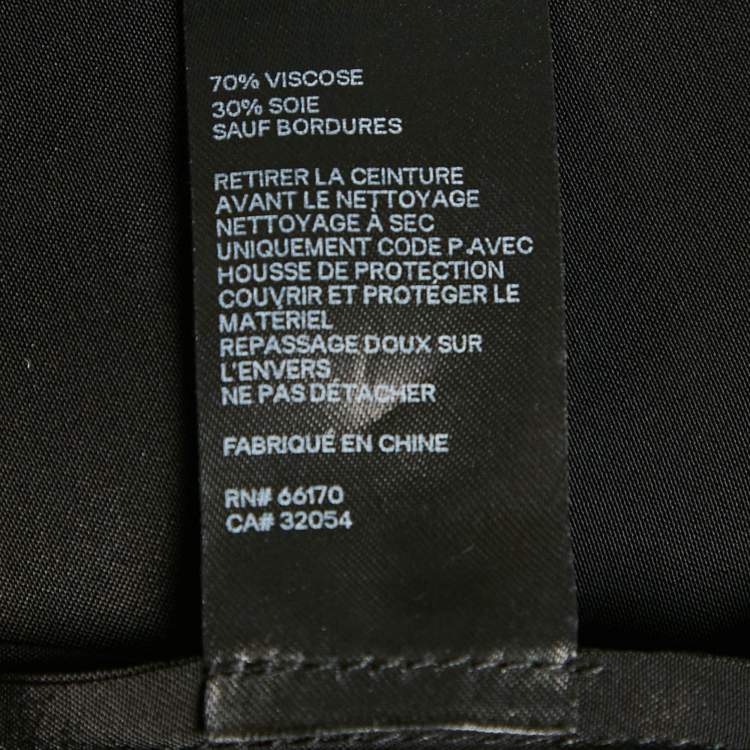 70% VISCOSE
30% SOIE
SAUF BORDURES
RETIRER LA CEINTURE
AVANT LE NETTOYAGE
NETTOYAGE À SEC
UNIQUEMENT CODE P.AVEC
HOUSSE DE PROTECTION
COUVRIR ET PROTÉGER LE
MATÉRIEL
REPASSAGE DOUX SUR
L'ENVERS
NE PAS DÉTACHER
FABRIQUÉ EN CHINE
RN# 66170
CA# 32054